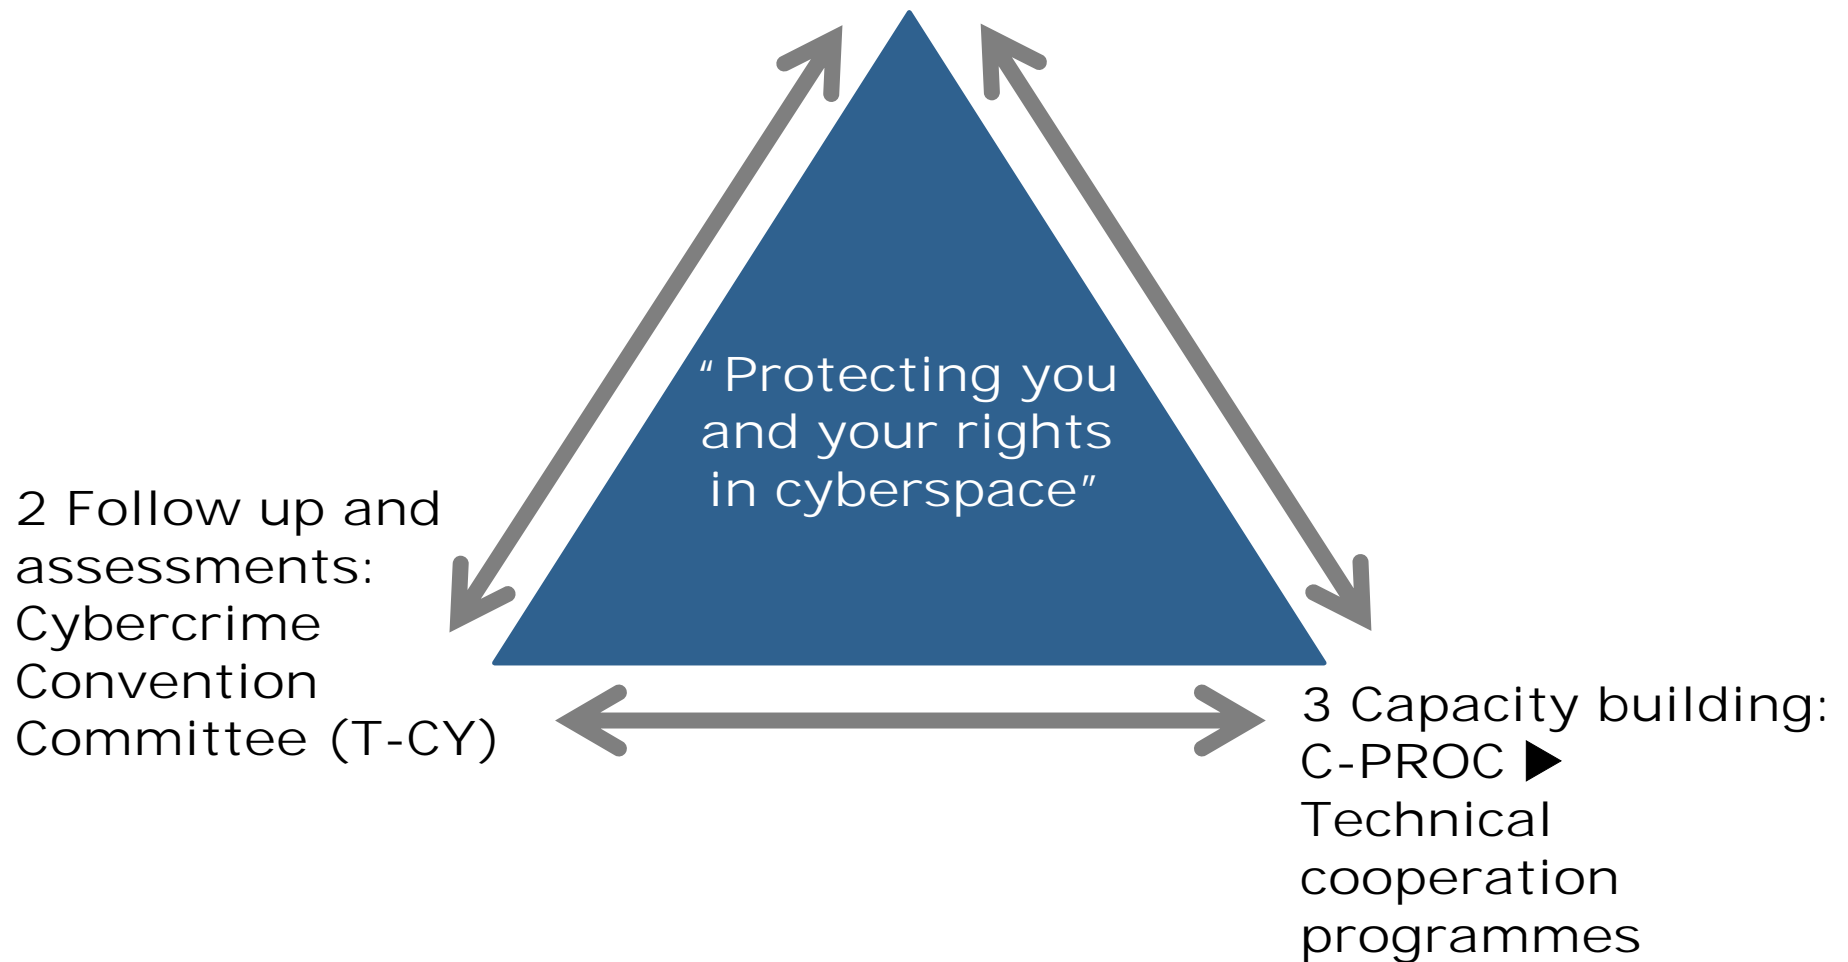 “Protecting you
and your rights
in cyberspace”
2 Follow up and
assessments:
Cybercrime
Convention
Committee (T-CY)
3 Capacity building:
C-PROC ▶
Technical
cooperation
programmes